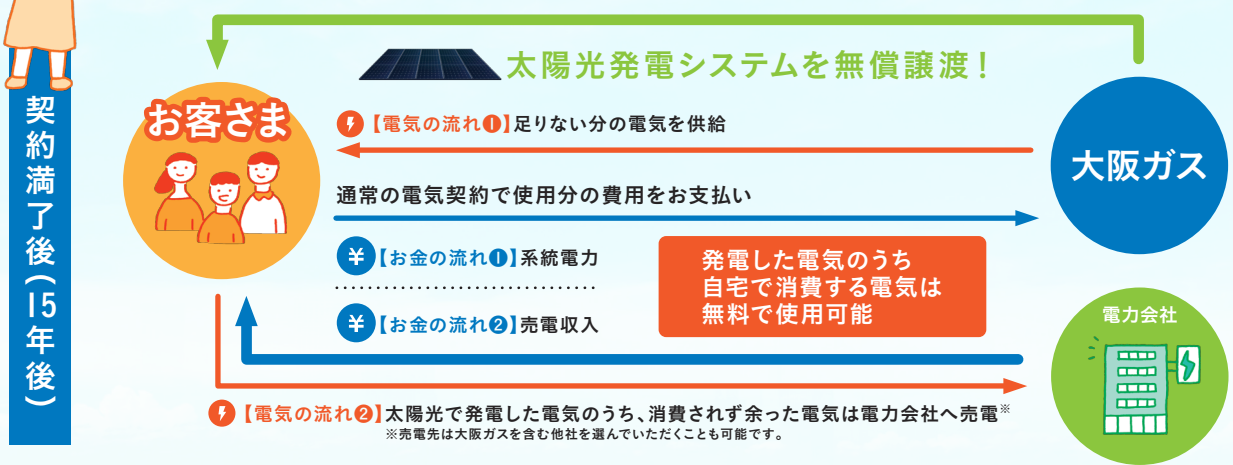 契約満了後(15年後)
太陽光発電システムを無償譲渡!
お客さま
【電気の流れ❶】足りない分の電気を供給
大阪ガス
通常の電気契約で使用分の費用をお支払い
¥【お金の流れ❶】系統電力
¥【お金の流れ❷】売電収入
発電した電気のうち
自宅で消費する電気は
無料で使用可能
電力会社
【電気の流れ❷】太陽光で発電した電気のうち、消費されず余った電気は電力会社へ売電※
※売電先は大阪ガスを含む他社を選んでいただくことも可能です。